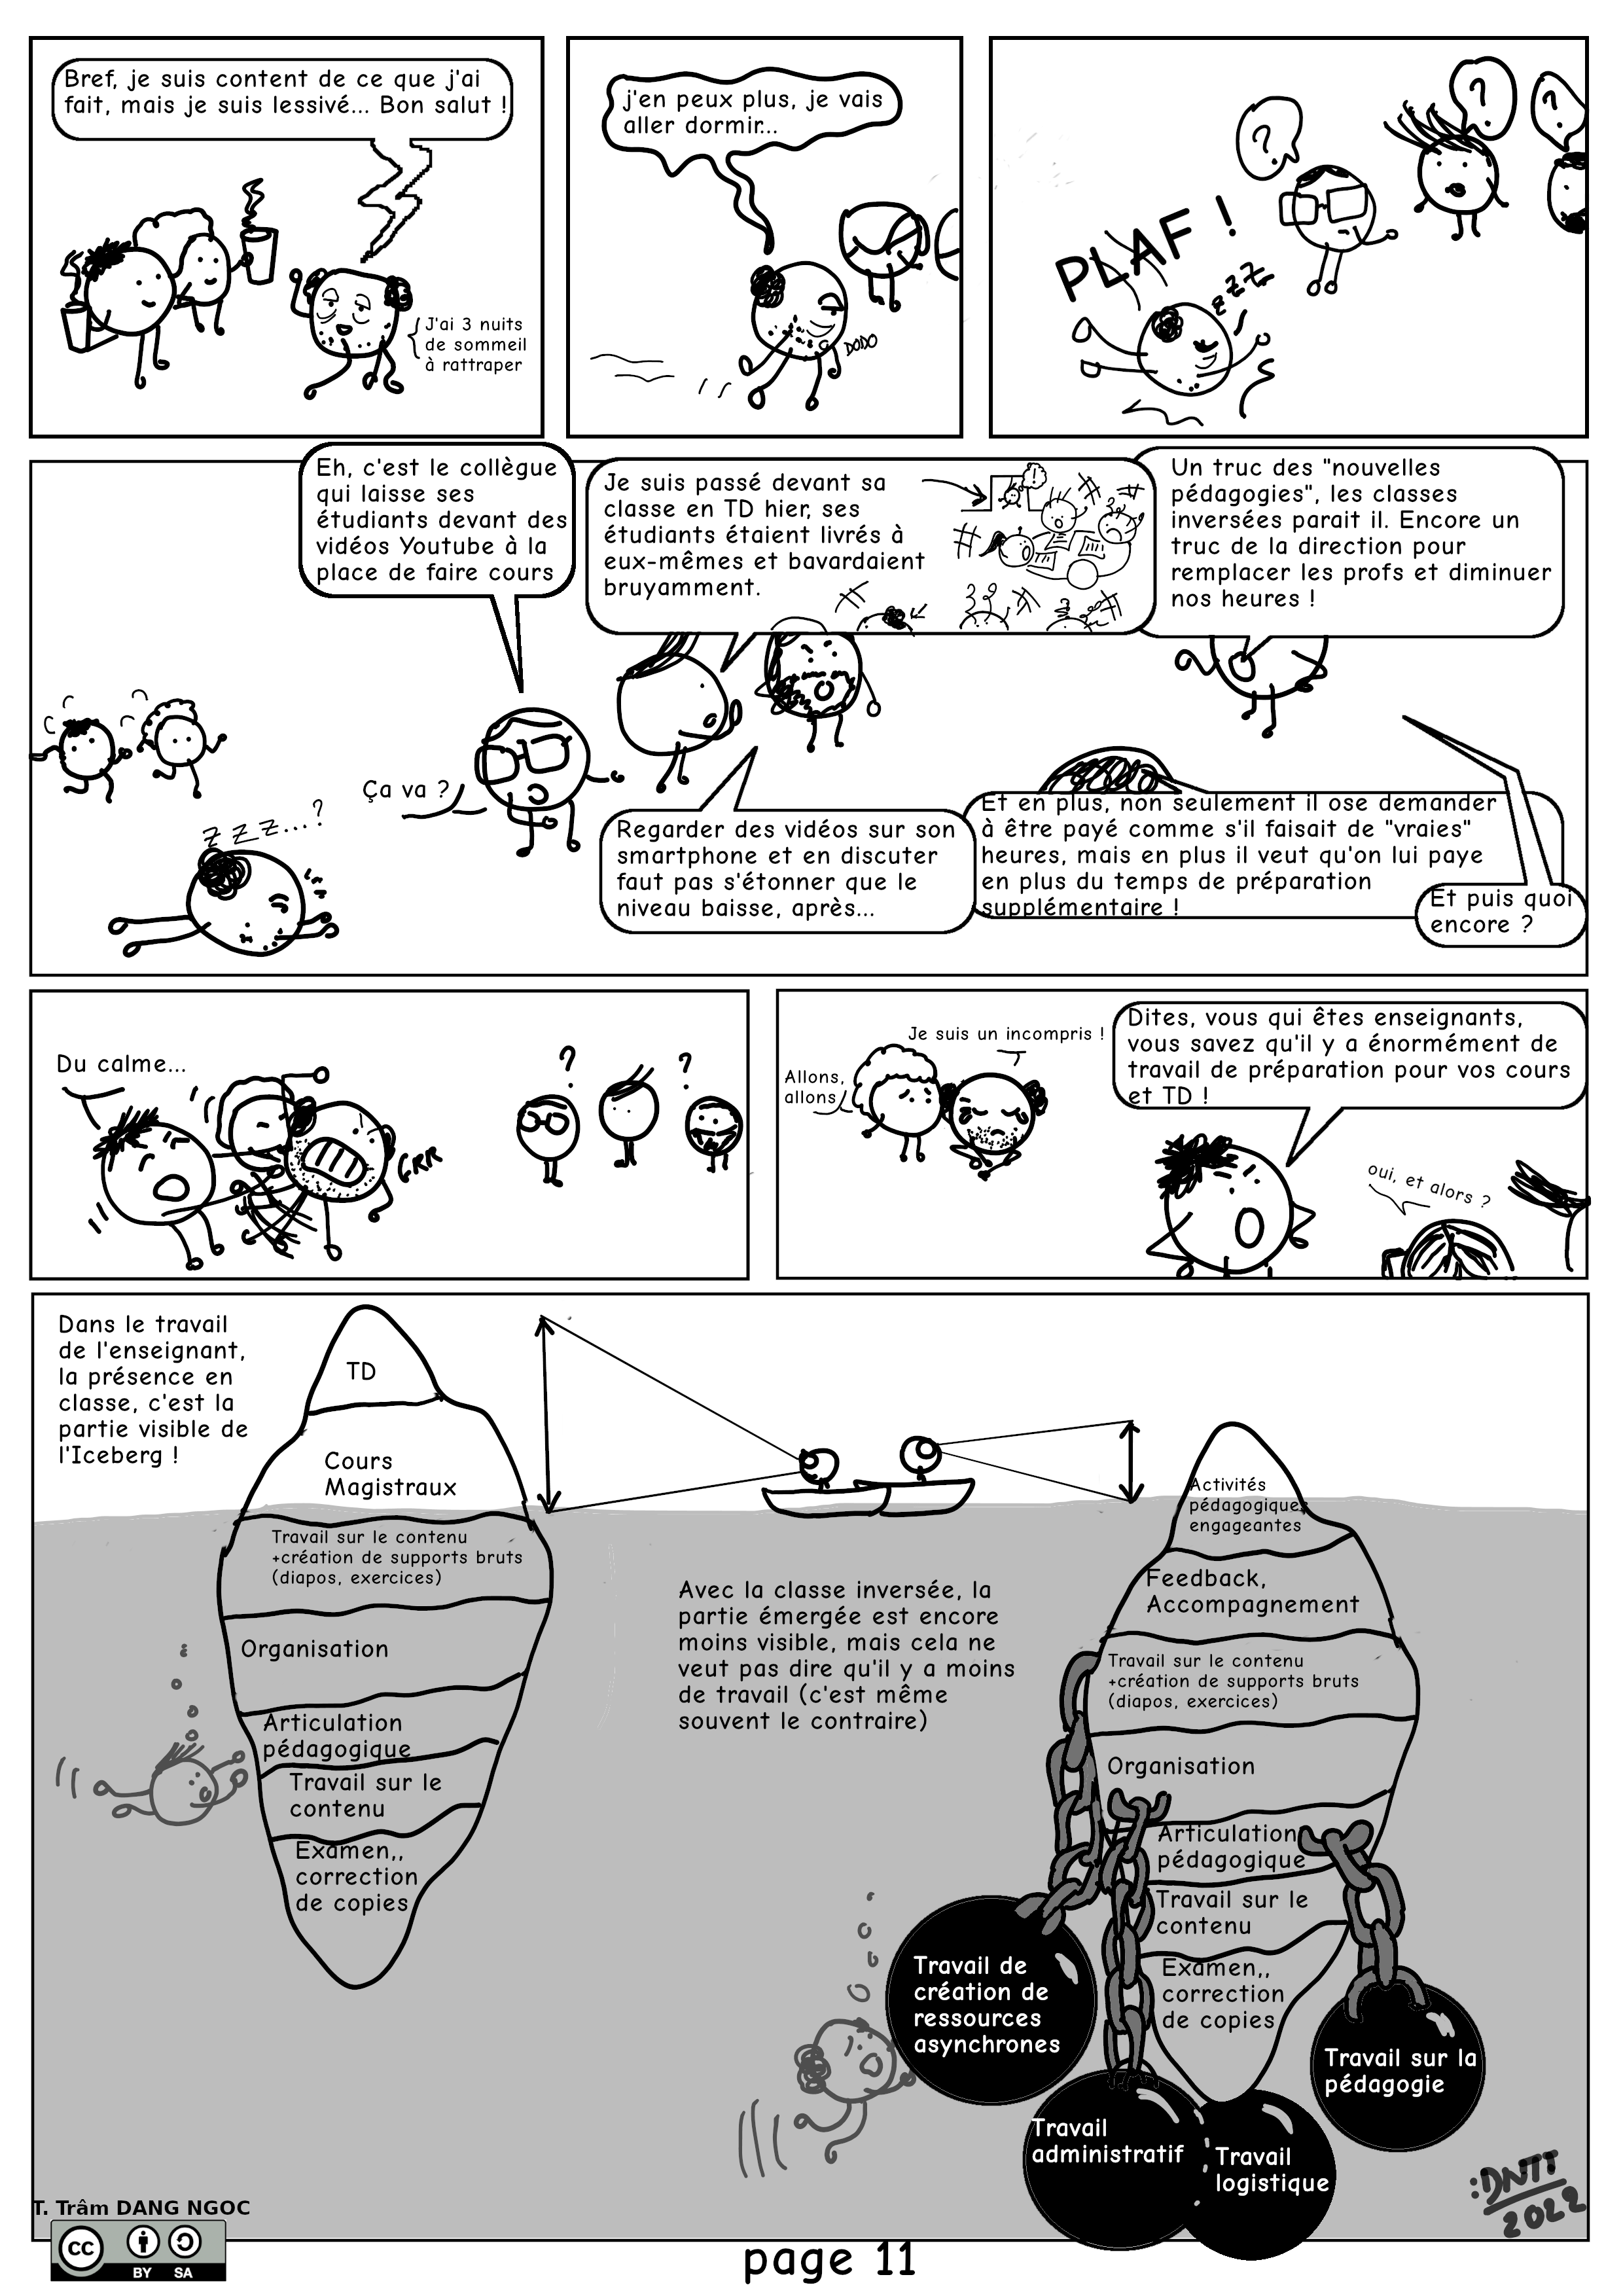 Bref, je suis content de ce que j'ai
fait, mais je suis lessivé... Bon salut !
J'ai 3 nuits
de sommeil
à rattraper
j'en peux plus, je vais
aller dormir...
DODO
?
?
?
PLAF !
zzZ
Eh, c'est le collègue
qui laisse ses
étudiants devant des
vidéos Youtube à la
place de faire cours
Je suis passé devant sa
classe en TD hier, ses
étudiants étaient livrés à
eux-mêmes et bavardaient
bruyamment.
!
Un truc des "nouvelles
pédagogies", les classes
inversées parait il. Encore un
truc de la direction pour
remplacer les profs et diminuer
nos heures !
Ça va ?
z z z...?
Regarder des vidéos sur son
smartphone et en discuter
faut pas s'étonner que le
niveau baisse, après...
Et en plus, non seulement il ose demander
à être payé comme s'il faisait de "vraies"
heures, mais en plus il veut qu'on lui paye
en plus du temps de préparation
supplémentaire !
Et puis quoi
encore ?
Du calme...
GRR
?
?
Je suis un incompris !
Allons,
allons
Dites, vous qui êtes enseignants,
vous savez qu'il y a énormément de
travail de préparation pour vos cours
et TD !
oui, et alors ?
Dans le travail
de l'enseignant,
la présence en
classe, c'est la
partie visible de
l'Iceberg !
TD
Cours
Magistraux
Travail sur le contenu
+création de supports bruts
(diapos, exercices)
Organisation
Articulation
pédagogique
Travail sur le
contenu
Examen,,
correction
de copies
Avec la classe inversée, la
partie émergée est encore
moins visible, mais cela ne
veut pas dire qu'il y a moins
de travail (c'est même
souvent le contraire)
Activités
pédagogiques
engageantes
Feedback,
Accompagnement
Travail sur le contenu
+création de supports bruts
(diapos, exercices)
Organisation
Articulation
pédagogique
Travail sur le
contenu
Examen,,
correction
de copies
Travail de
création de
ressources
asynchrones
Travail
administratif
Travail
logistique
Travail sur la
pédagogie
:DNTT
2022
T. Trâm DANG NGOC
CC
BY SA
page 11